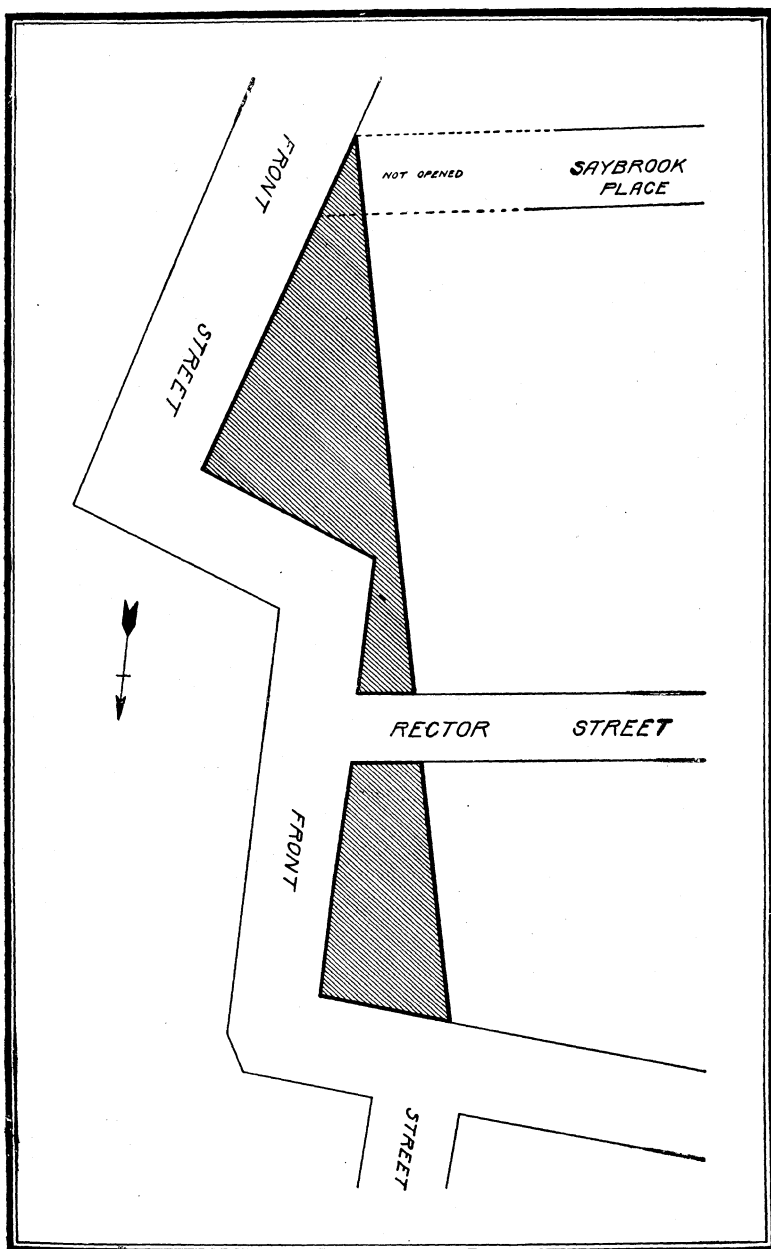 FRONT
STREET
NOT OPENED
SAYBROOK
PLACE
RECTOR STREET
FRONT
STREET